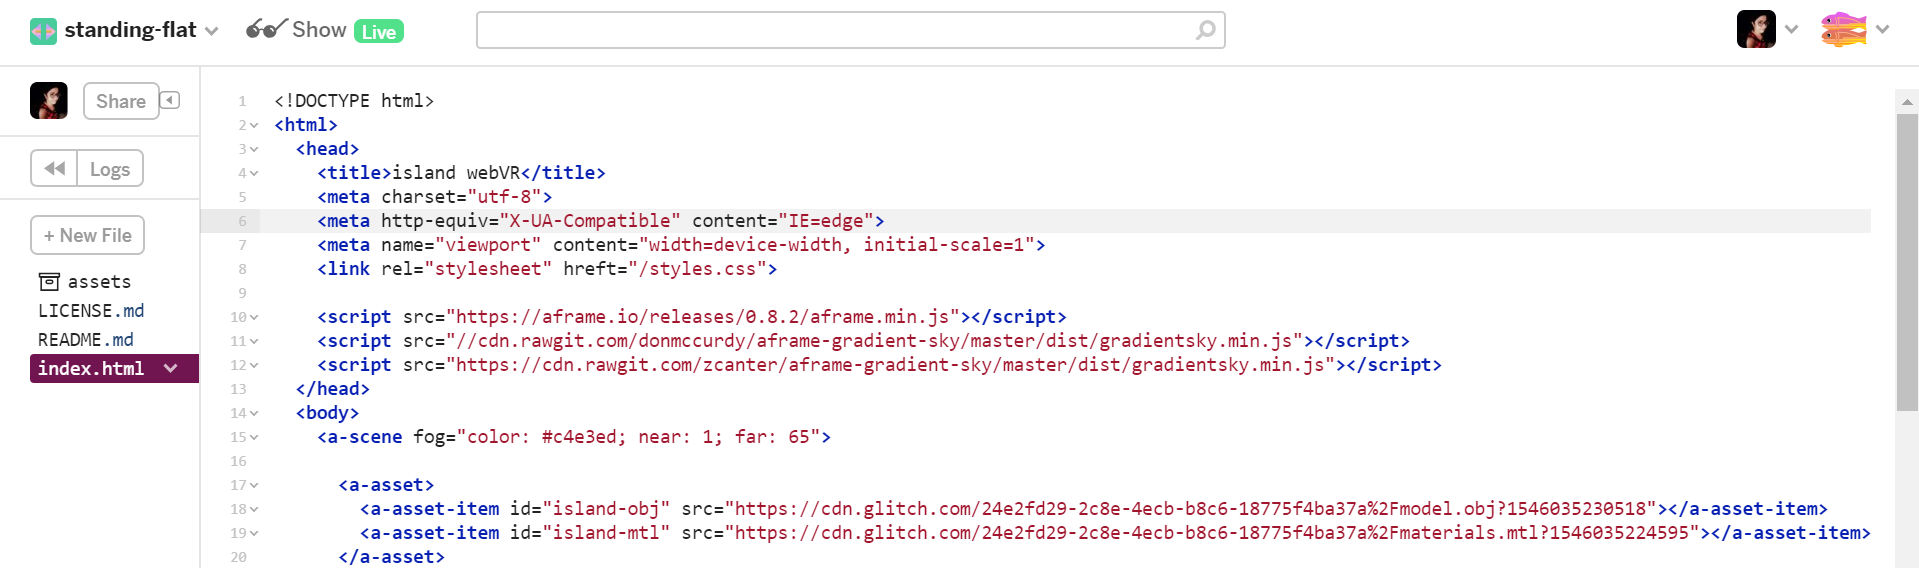 standing-flat Show Live
Share
Logs
+ New File
assets
LICENSE.md
README.md
index.html
1 <!DOCTYPE html>
2 <html>
3 <head>
4 <title>island webVR</title>
5 <meta charset="utf-8">
6 <meta http-equiv="X-UA-Compatible" content="IE=edge">
7 <meta name="viewport" content="width=device-width, initial-scale=1">
8 <link rel="stylesheet" href="/styles.css">
9
10 <script src="https://aframe.io/releases/0.8.2/aframe.min.js"></script>
11 <script src="//cdn.rawgit.com/donmccurdy/aframe-gradient-sky/master/dist/gradientsky.min.js"></script>
12 <script src="https://cdn.rawgit.com/zcanter/aframe-gradient-sky/master/dist/gradientsky.min.js"></script>
13 </head>
14 <body>
15 <a-scene fog="color: #c4e3ed; near: 1; far: 65">
16
17 <a-asset>
18 <a-asset-item id="island-obj" src="https://cdn.glitch.com/24e2fd29-2c8e-4ecb-b8c6-18775f4ba37a%2Fmodel.obj?1546035230518"></a-asset-item>
19 <a-asset-item id="island-mtl" src="https://cdn.glitch.com/24e2fd29-2c8e-4ecb-b8c6-18775f4ba37a%2Fmaterials.mtl?1546035224595"></a-asset-item>
20 </a-asset>